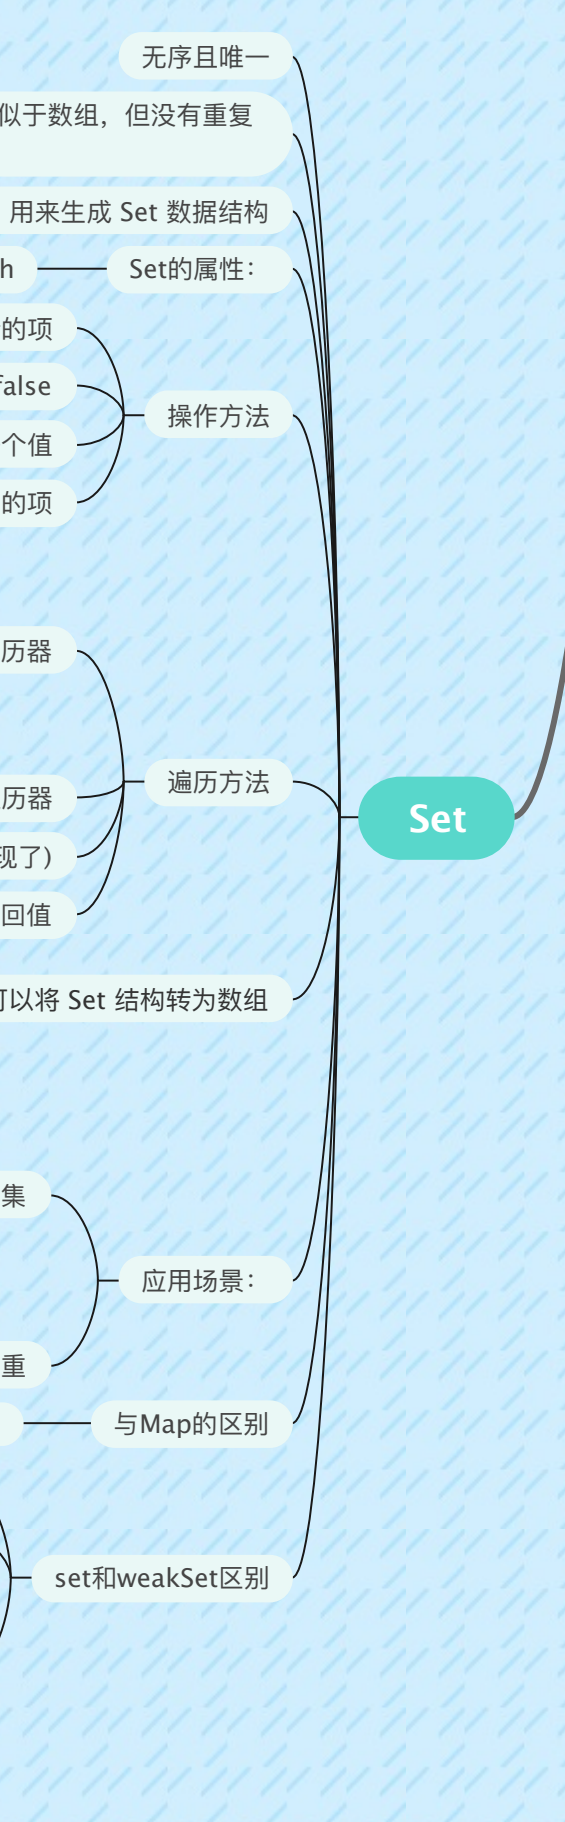 无序且唯一
似于数组，但没有重复
用来生成 Set 数据结构
h
Set的属性：
的项
false
个值
的项
操作方法
历器
历器
现了)
回值
遍历方法
Set
可以将 Set 结构转为数组
集
重
应用场景：
与Map的区别
set和weakSet区别